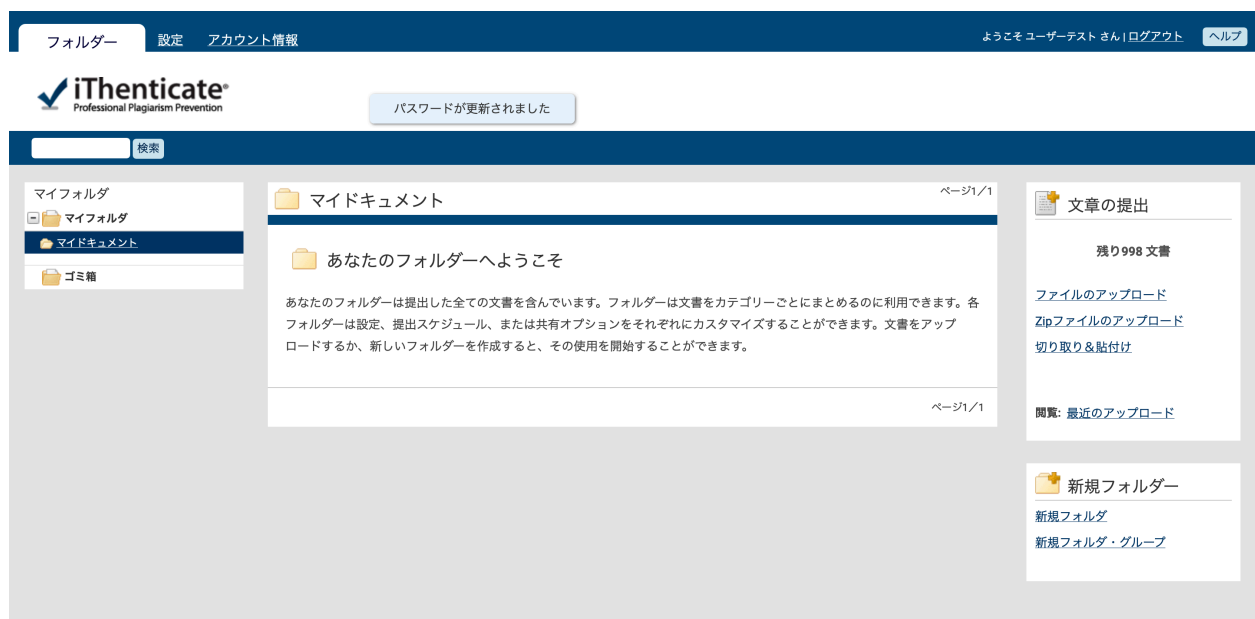 フォルダー 設定 アカウント情報 ようこそ ユーザーテスト さん | ログアウト ヘルプ
iThenticate®
Professional Plagiarism Prevention
パスワードが更新されました
検索
マイフォルダ
マイフォルダ
マイドキュメント
ゴミ箱
マイドキュメント ページ1／1
あなたのフォルダーへようこそ
あなたのフォルダーは提出した全ての文書を含んでいます。フォルダーは文書をカテゴリーごとにまとめるのに利用できます。各
フォルダーは設定、提出スケジュール、または共有オプションをそれぞれにカスタマイズすることができます。文書をアップ
ロードするか、新しいフォルダーを作成すると、その使用を開始することができます。
ページ1／1
文章の提出
残り998 文書
ファイルのアップロード
Zipファイルのアップロード
切り取り＆貼付け
閲覧: 最近のアップロード
新規フォルダー
新規フォルダ
新規フォルダ・グループ